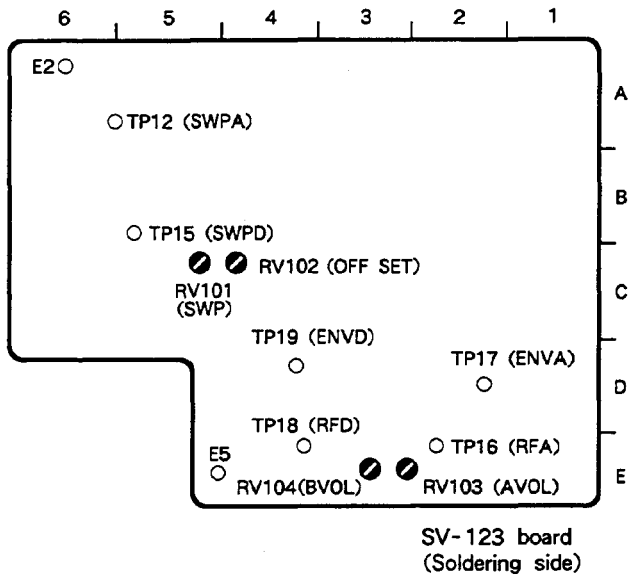 6 5 4 3 2 1
E2
A
TP12 (SWPA)
B
TP15 (SWPD)
RV102 (OFF SET)
RV101
(SWP)
C
TP19 (ENVD)
TP17 (ENVA)
D
TP18 (RFD)
TP16 (RFA)
E5
RV104(BVOL)
RV103 (AVOL)
E
SV-123 board
(Soldering side)